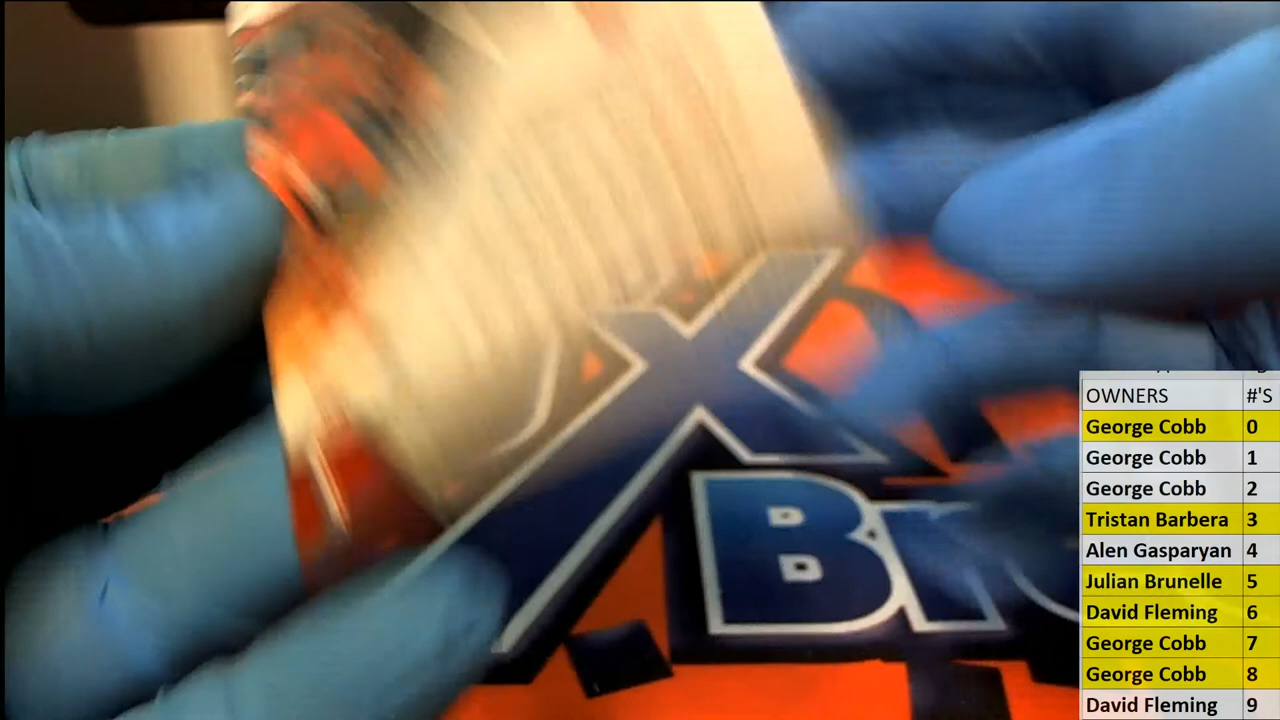 X
Br
OWNERS #'S
George Cobb 0
George Cobb 1
George Cobb 2
Tristan Barbera 3
Alen Gasparyan 4
Julian Brunelle 5
David Fleming 6
George Cobb 7
George Cobb 8
David Fleming 9